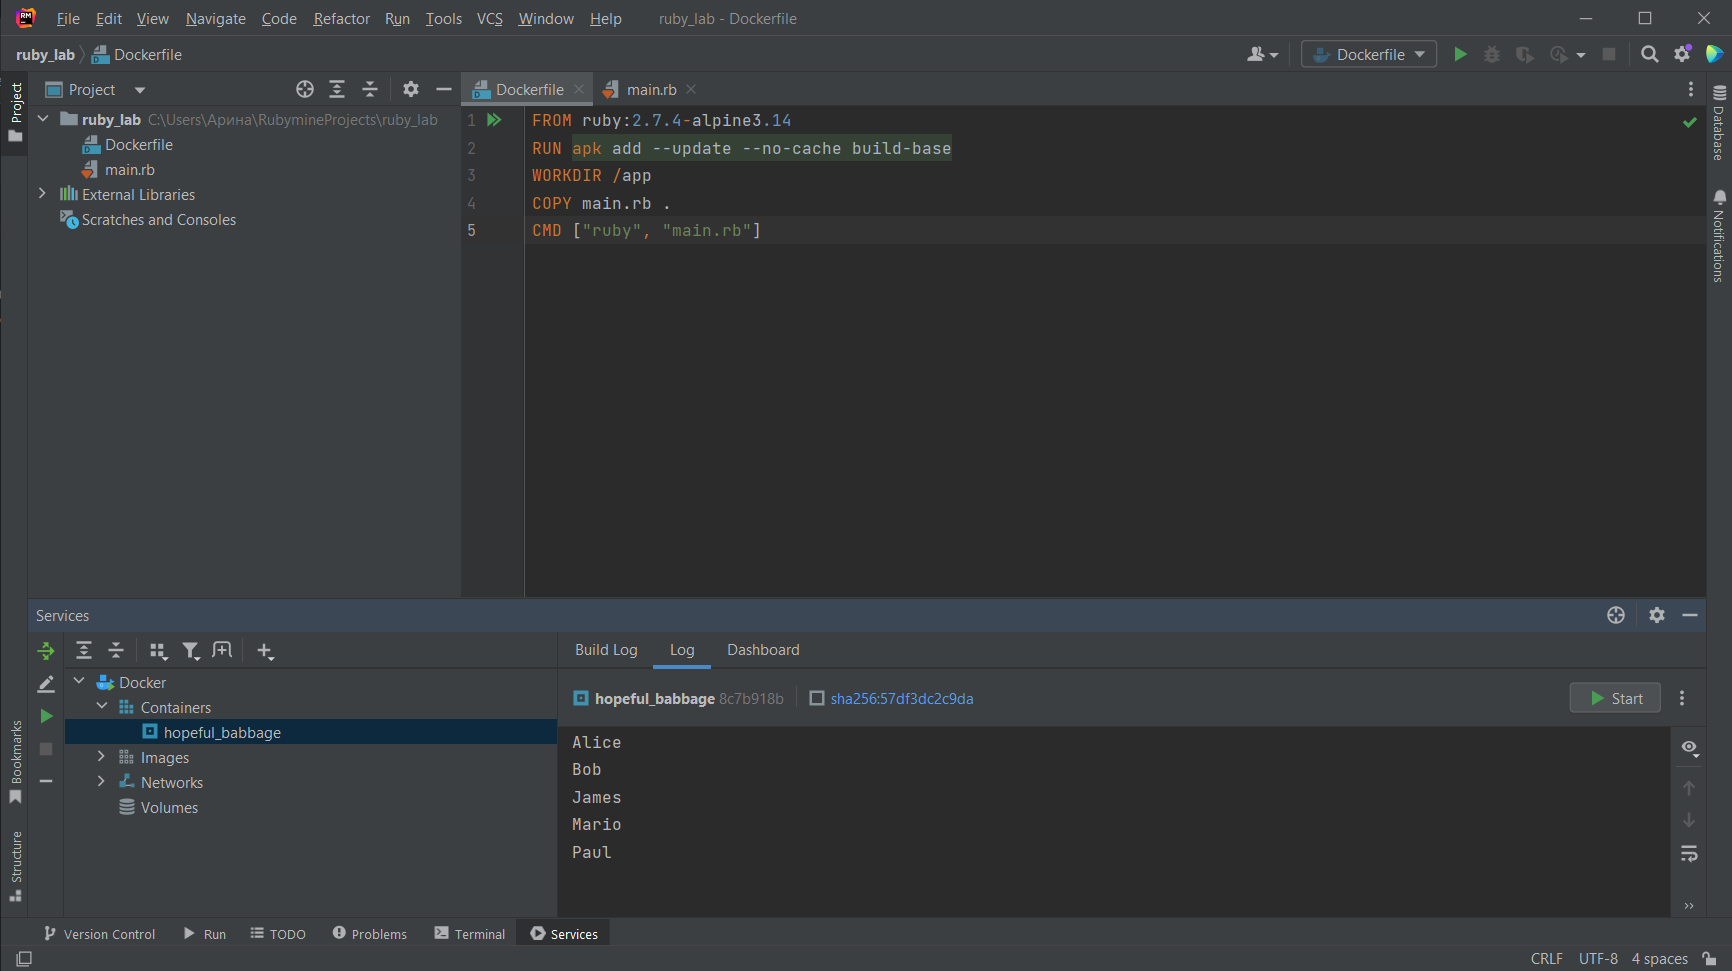 File Edit View Navigate Code Refactor Run Tools VCS Window Help ruby_lab - Dockerfile
ruby_lab Dockerfile Dockerfile
Project
Project
Dockerfile
main.rb
ruby_lab C:\Users\Арина\RubymineProjects\ruby_lab
Dockerfile
main.rb
External Libraries
Scratches and Consoles
1 FROM ruby:2.7.4-alpine3.14
2 RUN apk add --update --no-cache build-base
3 WORKDIR /app
4 COPY main.rb .
5 CMD ["ruby", "main.rb"]
Database
Notifications
Services
Build Log Log Dashboard
Docker
Containers
hopeful_babbage
Images
Networks
Volumes
hopeful_babbage 8c7b918b sha256:57df3dc2c9da Start
Alice
Bob
James
Mario
Paul
Bookmarks
Structure
Version Control Run TODO Problems Terminal Services
CRLF UTF-8 4 spaces